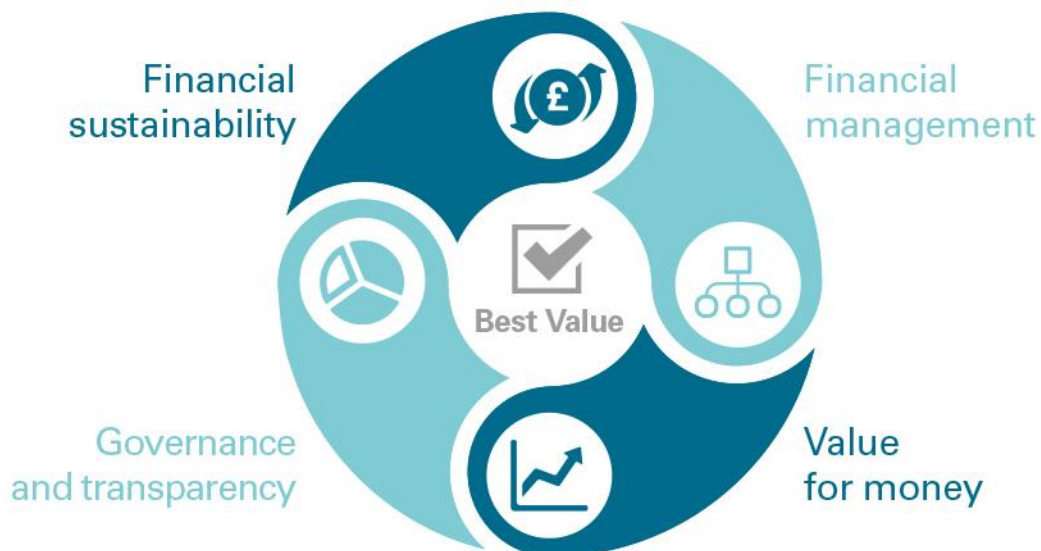 Financial
sustainability
Financial
management
£
Best Value
Governance
and transparency
Value
for money